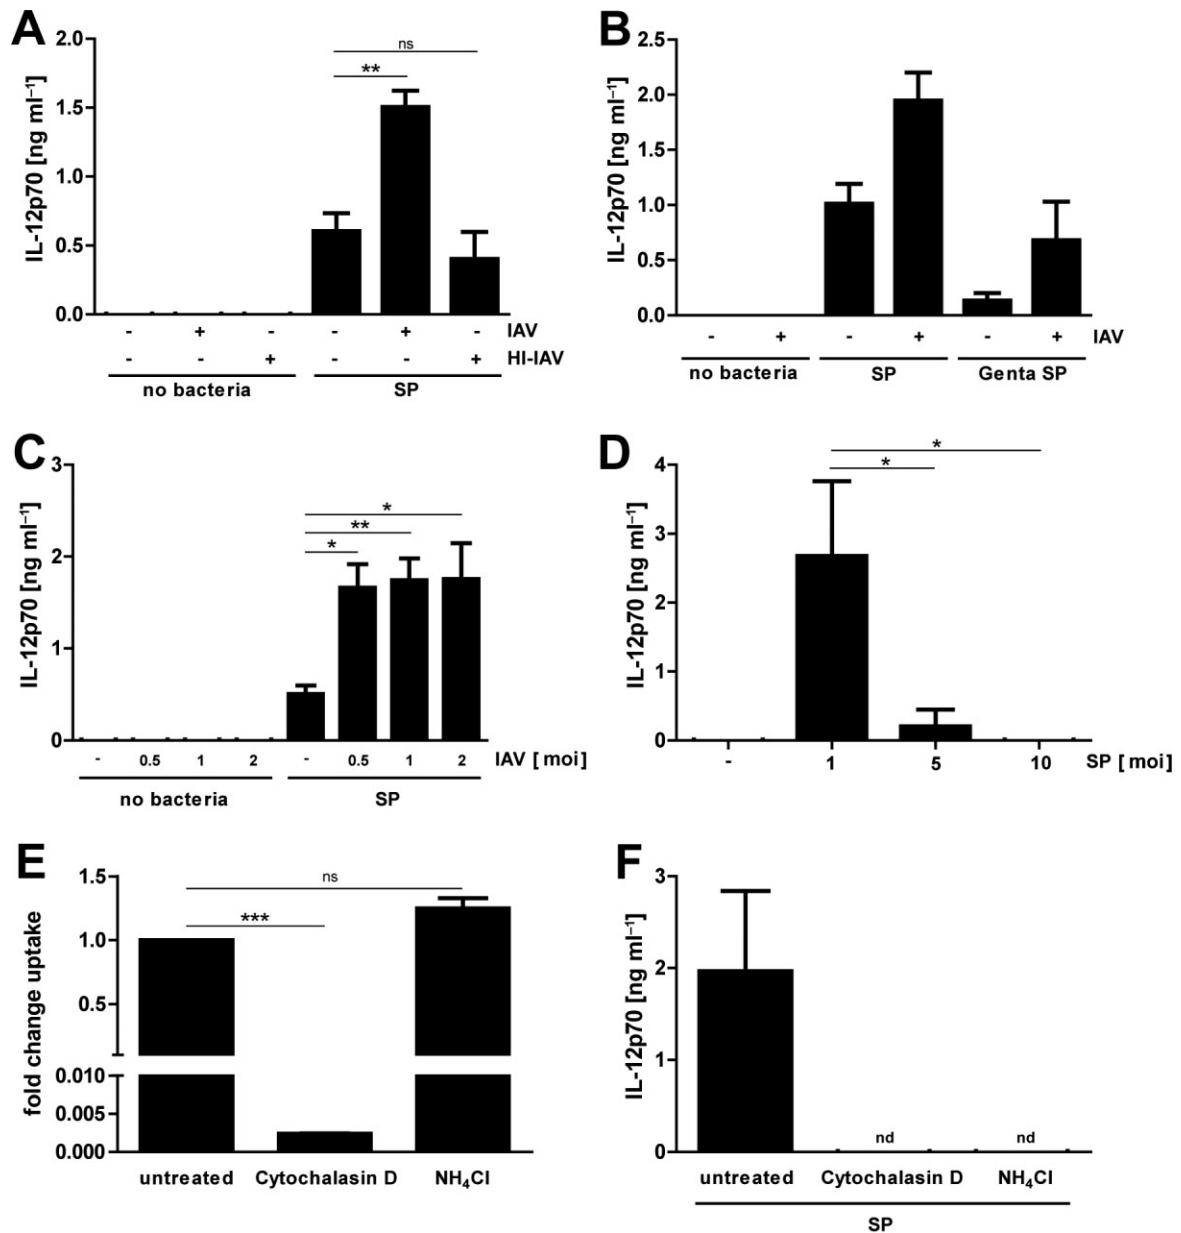 A
IL-12p70 [ng ml⁻¹]
2.0
1.5
1.0
0.5
0.0
ns
**
- + - - + - IAV
- - + - - + HI-IAV
no bacteria SP
B
IL-12p70 [ng ml⁻¹]
2.5
2.0
1.5
1.0
0.5
0.0
- + - + - + IAV
no bacteria SP Genta SP
C
IL-12p70 [ng ml⁻¹]
3
2
1
0
*
**
*
- 0.5 1 2 - 0.5 1 2 IAV [moi]
no bacteria SP
D
IL-12p70 [ng ml⁻¹]
4
3
2
1
0
*
*
- 1 5 10 SP [moi]
E
fold change uptake
1.5
1.0
0.5
0.010
0.005
0.000
ns
***
untreated Cytochalasin D NH₄Cl
F
IL-12p70 [ng ml⁻¹]
3
2
1
0
nd nd
untreated Cytochalasin D NH₄Cl
SP